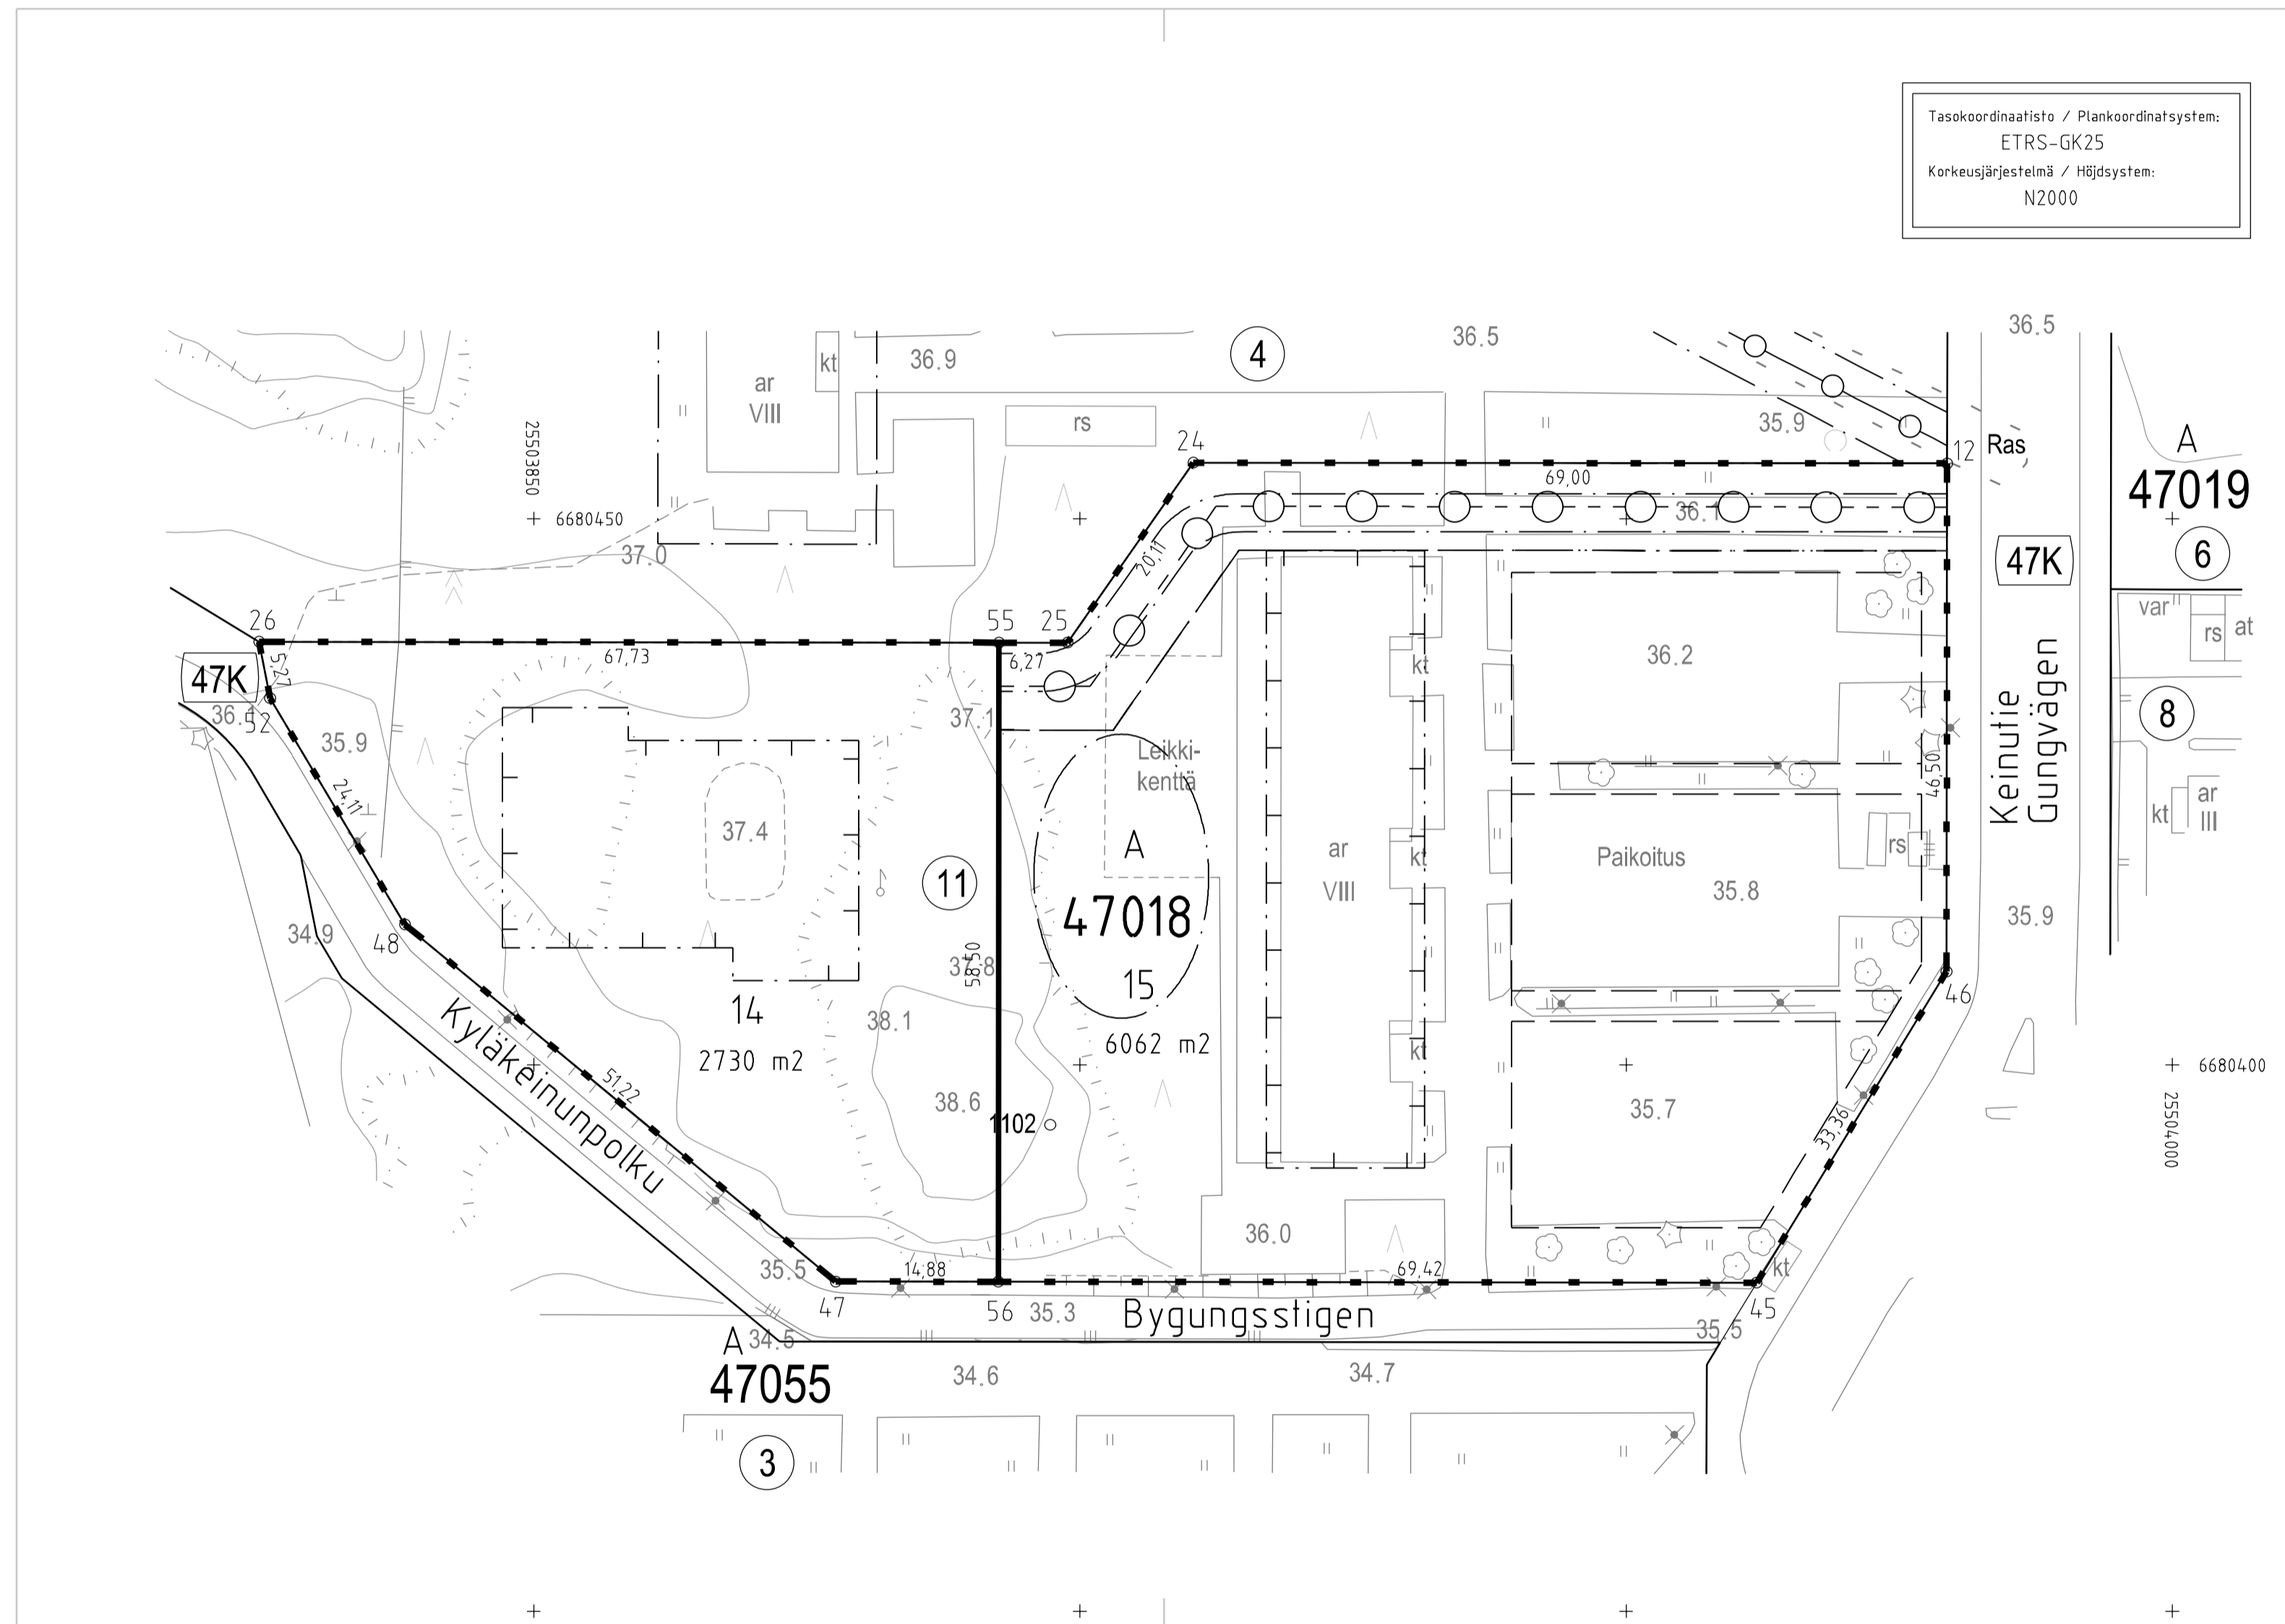 Tasokoordinaatisto / Plankoordinatsystem:
ETRS-GK25
Korkeusjärjestelmä / Höjdsystem:
N2000
36.5
36.5
4
kt
36.9
ar
VIII
rs
35.9
24
12
Ras
A
47019
6
25503850
6680450
69,00
36.1
37.0
20,11
47K
26
55
25
67,73
6,27
5,27
47K
36.1
52
37.1
35.9
kt
36.2
var
rs
at
8
Keinutie
Gungvägen
Leikki-
kenttä
24,11
37.4
46,50
A
11
ar
VIII
kt
Paikoitus
rs
kt
ar
III
35.8
47018
35.9
34.9
48
58,50
37.8
15
46
14
38.1
6062 m2
kt
2730 m2
6680400
25504000
Kyläkeinunpolku
51,22
38.6
1102
35.7
33,36
36.0
35.5
14,88
69,42
kt
47
56
35.3
Bygungsstigen
45
35.5
A
34.5
47055
34.6
34.7
3